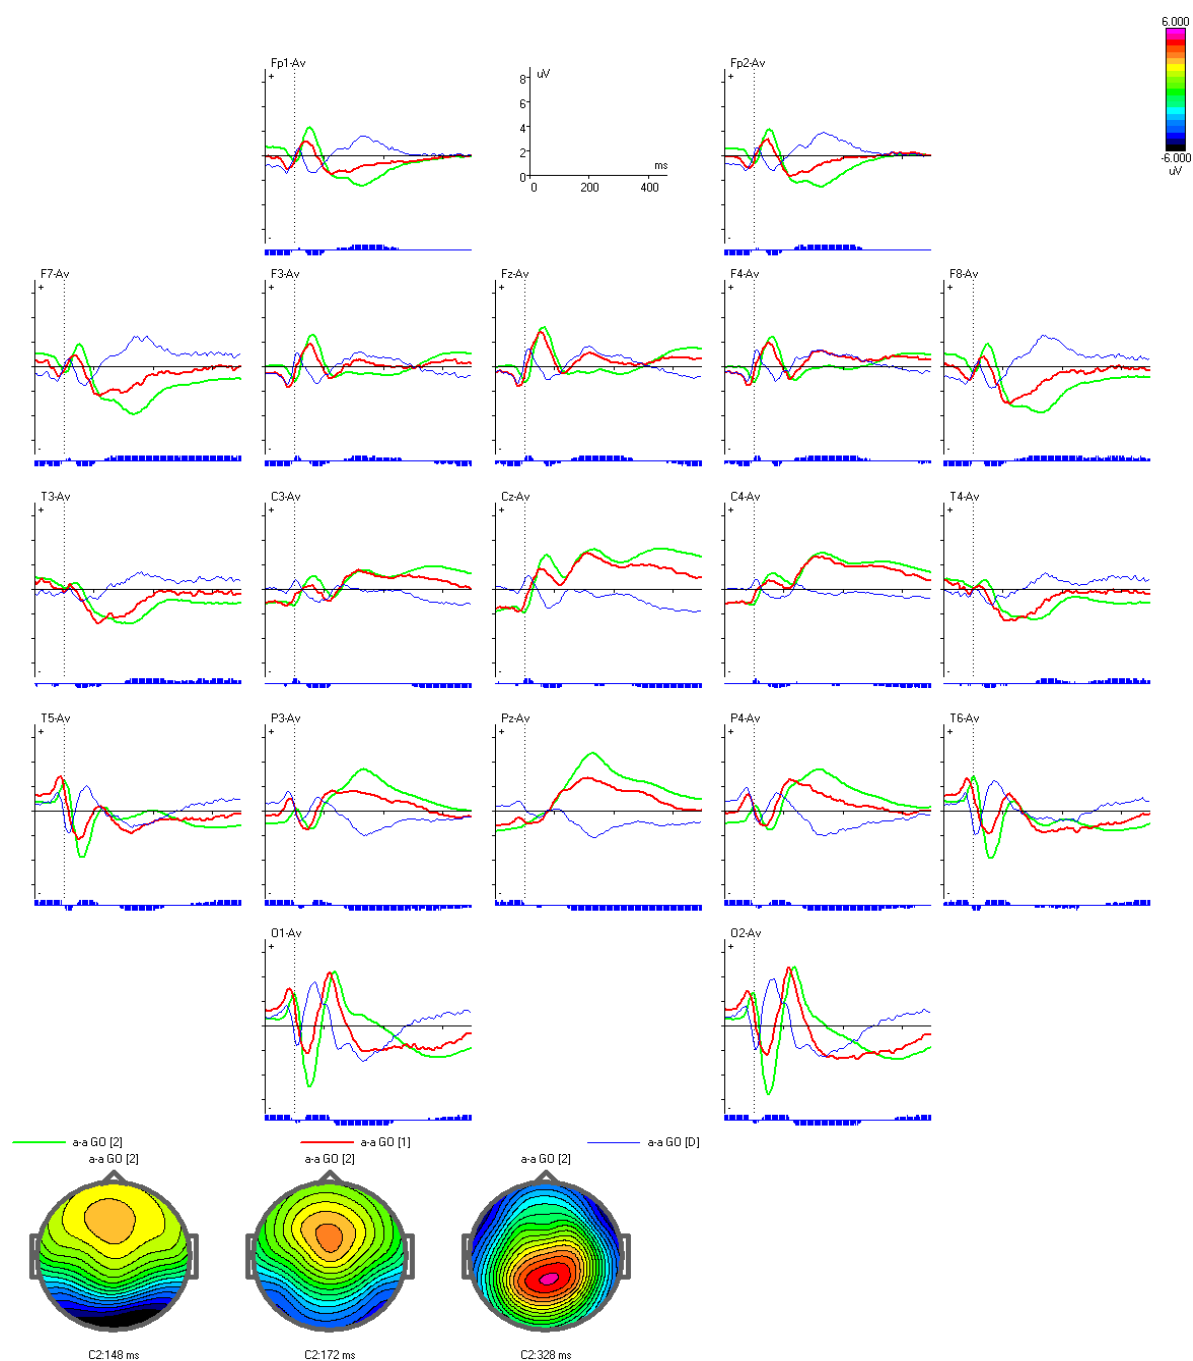 6.000
-6.000
uV
Fp1-Av
+
-
uV
8
6
4
2
0
ms
0 200 400
Fp2-Av
+
-
F7-Av
+
-
F3-Av
+
-
Fz-Av
+
-
F4-Av
+
-
F8-Av
+
-
T3-Av
+
-
C3-Av
+
-
Cz-Av
+
-
C4-Av
+
-
T4-Av
+
-
T5-Av
+
-
P3-Av
+
-
Pz-Av
+
-
P4-Av
+
-
T6-Av
+
-
O1-Av
+
-
O2-Av
+
-
a-a GO [2]
a-a GO [1]
a-a GO [D]
a-a GO [2]
a-a GO [2]
a-a GO [2]
C2:148 ms
C2:172 ms
C2:328 ms